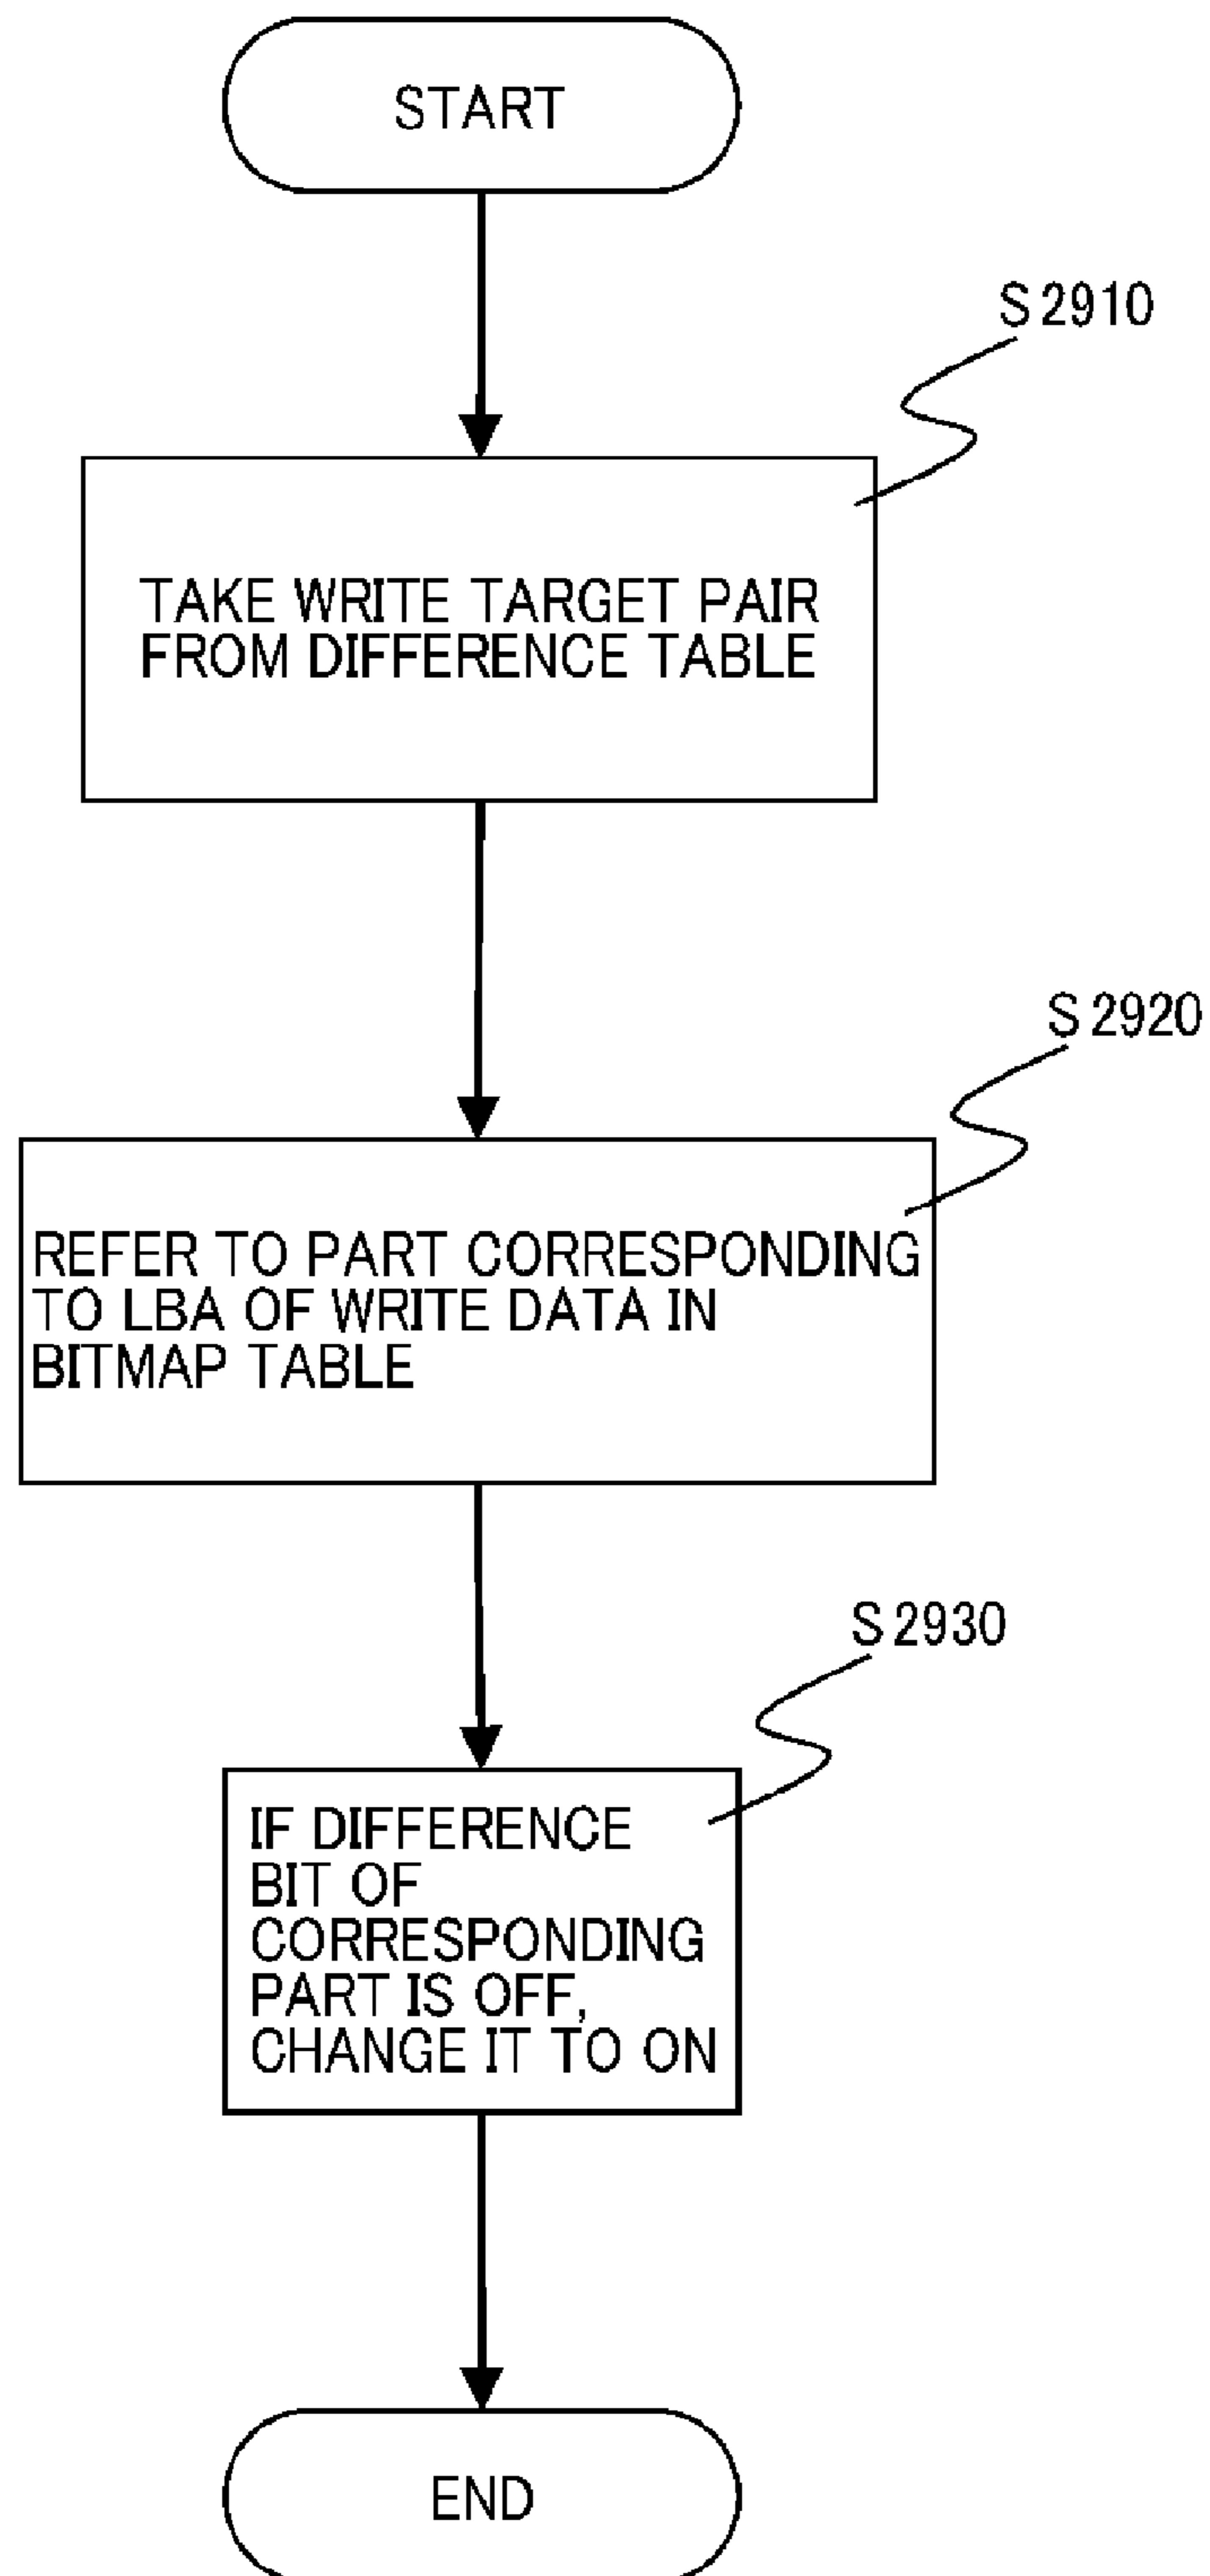 START
S2910
TAKE WRITE TARGET PAIR
FROM DIFFERENCE TABLE
S2920
REFER TO PART CORRESPONDING
TO LBA OF WRITE DATA IN
BITMAP TABLE
S2930
IF DIFFERENCE
BIT OF
CORRESPONDING
PART IS OFF,
CHANGE IT TO ON
END